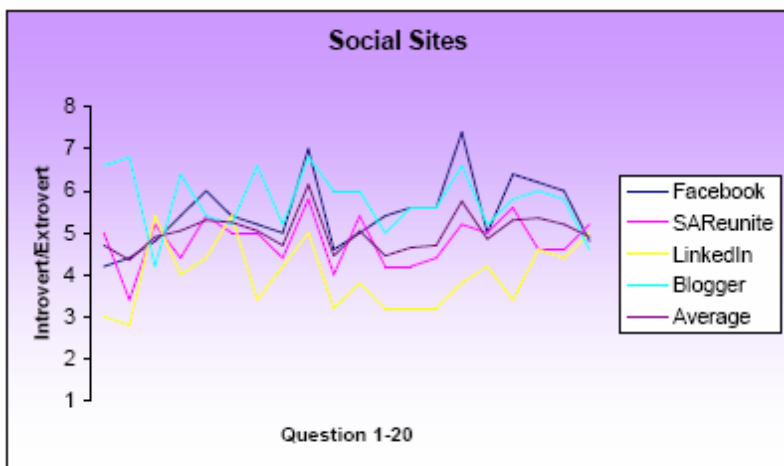 Social Sites
Introvert/Extrovert
8
7
6
5
4
3
2
1
Question 1-20
Facebook
SAReunite
LinkedIn
Blogger
Average